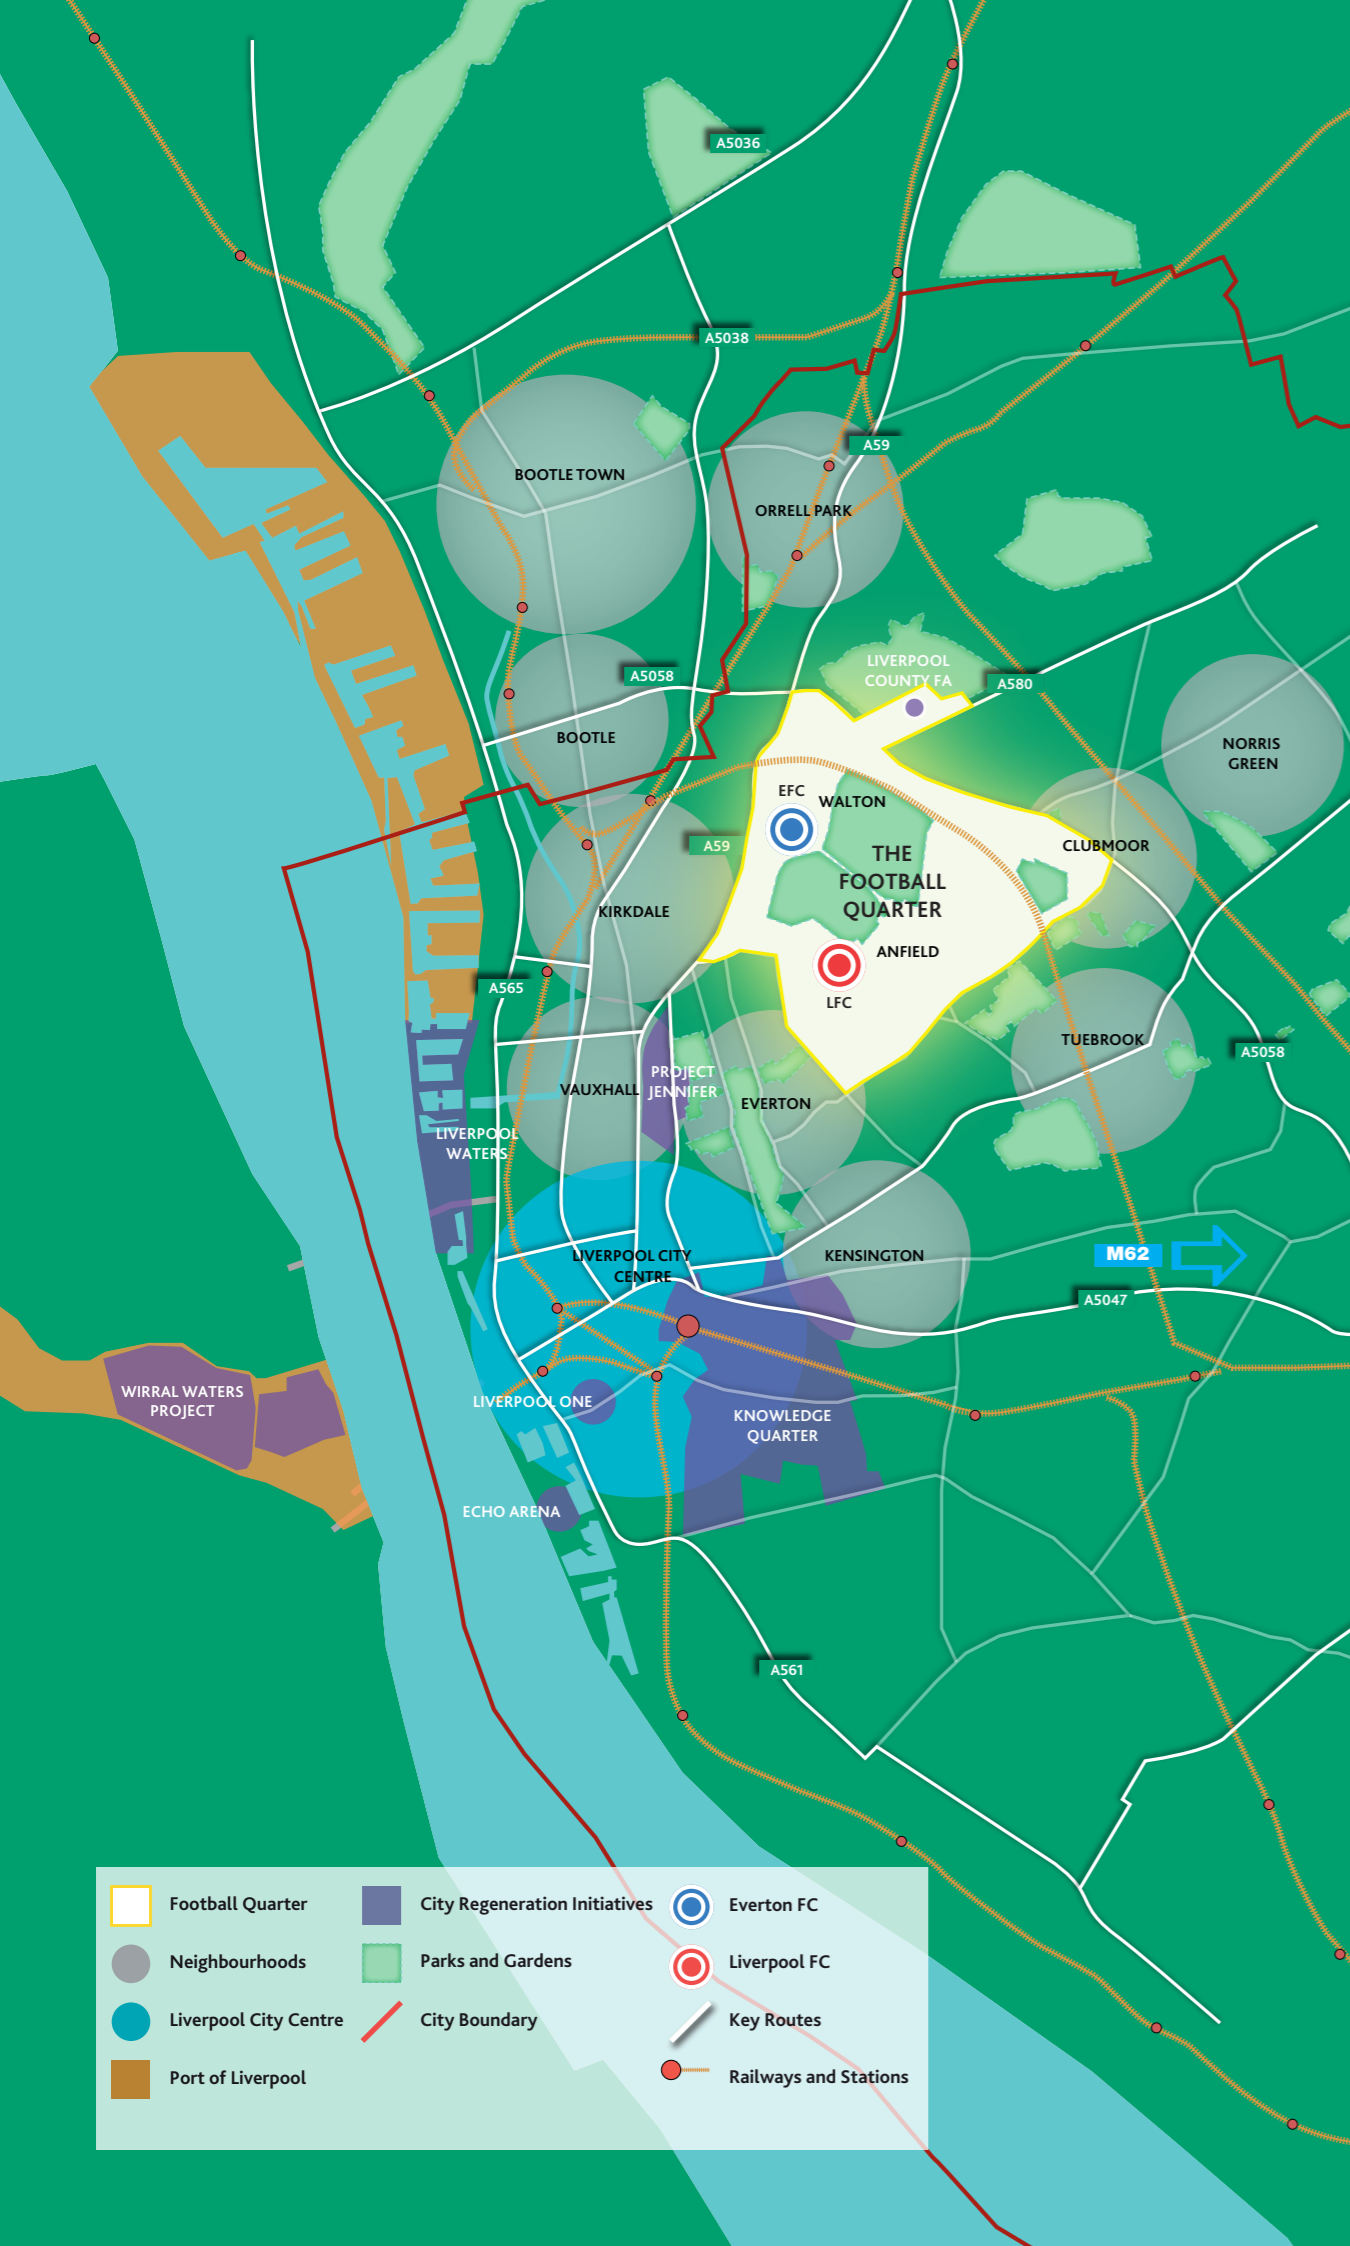 A5036
A5038
A59
BOOTLE TOWN
ORRELL PARK
LIVERPOOL
COUNTY FA
A5058
A580
BOOTLE
NORRIS
GREEN
EFC
WALTON
A59
CLUBMOOR
THE
FOOTBALL
QUARTER
KIRKDALE
ANFIELD
A565
LFC
TUEBROOK
A5058
PROJECT
JENNIFER
VAUXHALL
EVERTON
LIVERPOOL
WATERS
LIVERPOOL CITY
CENTRE
KENSINGTON
M62
A5047
WIRRAL WATERS
PROJECT
LIVERPOOL ONE
KNOWLEDGE
QUARTER
ECHO ARENA
A561
Football Quarter
City Regeneration Initiatives
Everton FC
Neighbourhoods
Parks and Gardens
Liverpool FC
Liverpool City Centre
City Boundary
Key Routes
Port of Liverpool
Railways and Stations